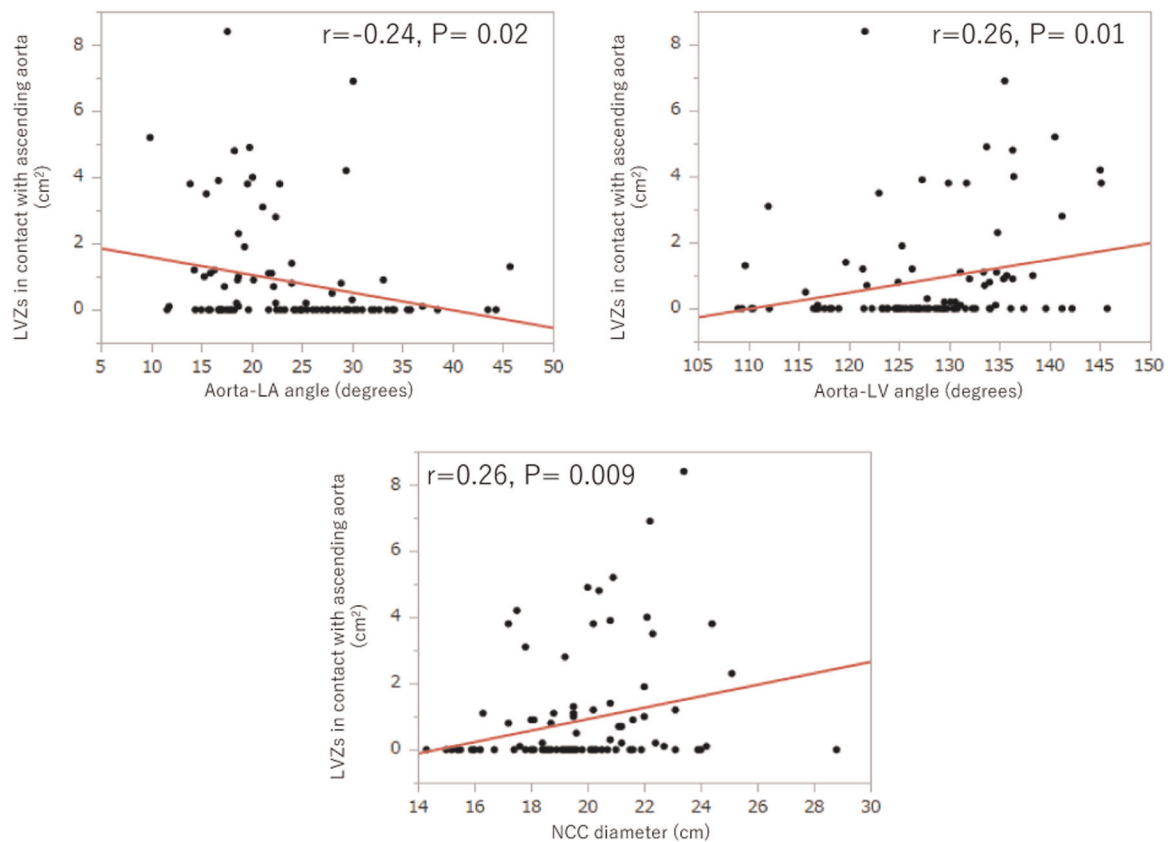 r=-0.24, P= 0.02
LVZs in contact with ascending aorta
(cm²)
8
6
4
2
0
5 10 15 20 25 30 35 40 45 50
Aorta-LA angle (degrees)
r=0.26, P= 0.01
LVZs in contact with ascending aorta
(cm²)
8
6
4
2
0
105 110 115 120 125 130 135 140 145 150
Aorta-LV angle (degrees)
r=0.26, P= 0.009
LVZs in contact with ascending aorta
(cm²)
8
6
4
2
0
14 16 18 20 22 24 26 28 30
NCC diameter (cm)